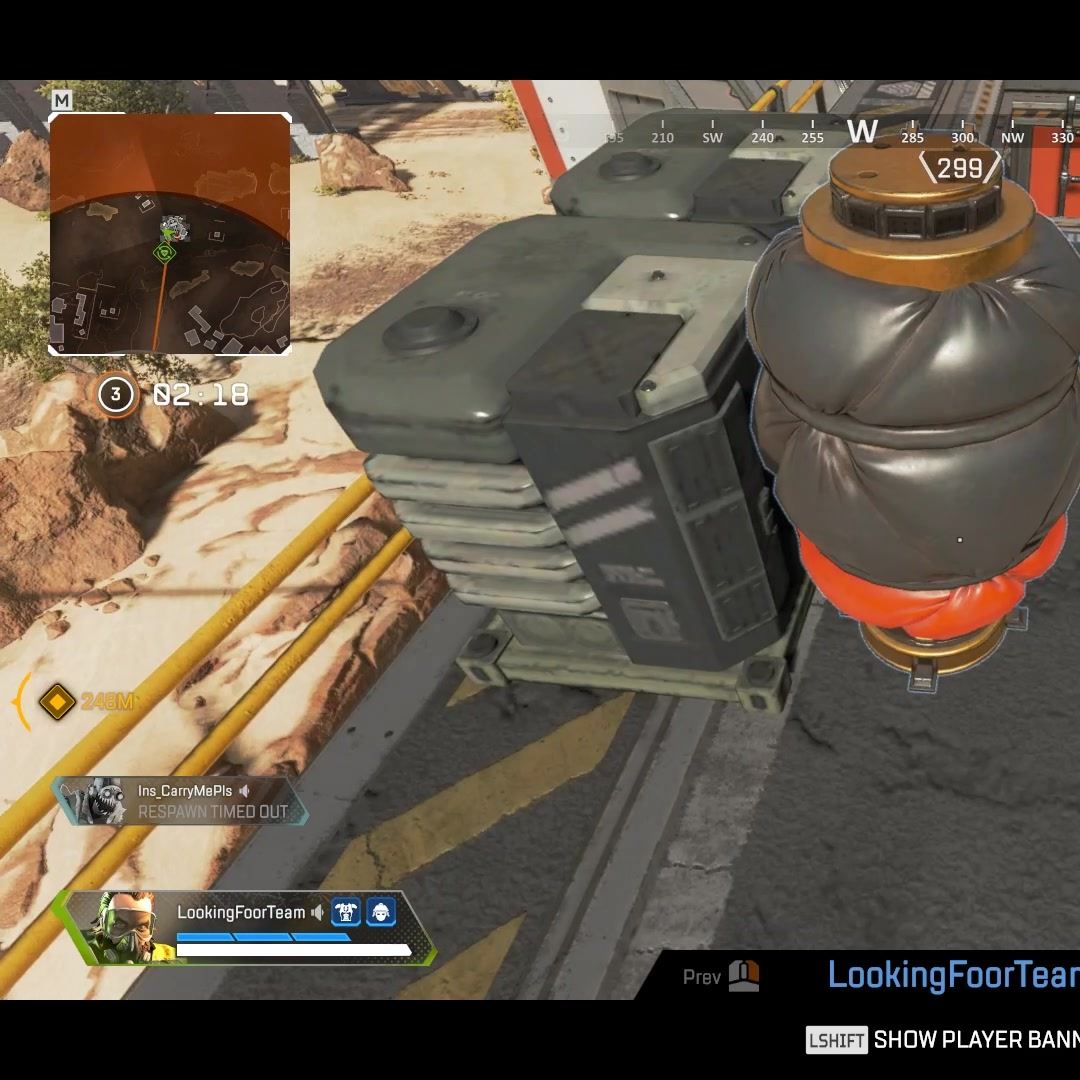 M
195 210 SW 240 255 W 285 300 NW 330
299
3 02:18
248M
Ins_CarryMePls
RESPAWN TIMED OUT
LookingFoorTeam
Prev LookingFoorTeam
LSHIFT SHOW PLAYER BANN